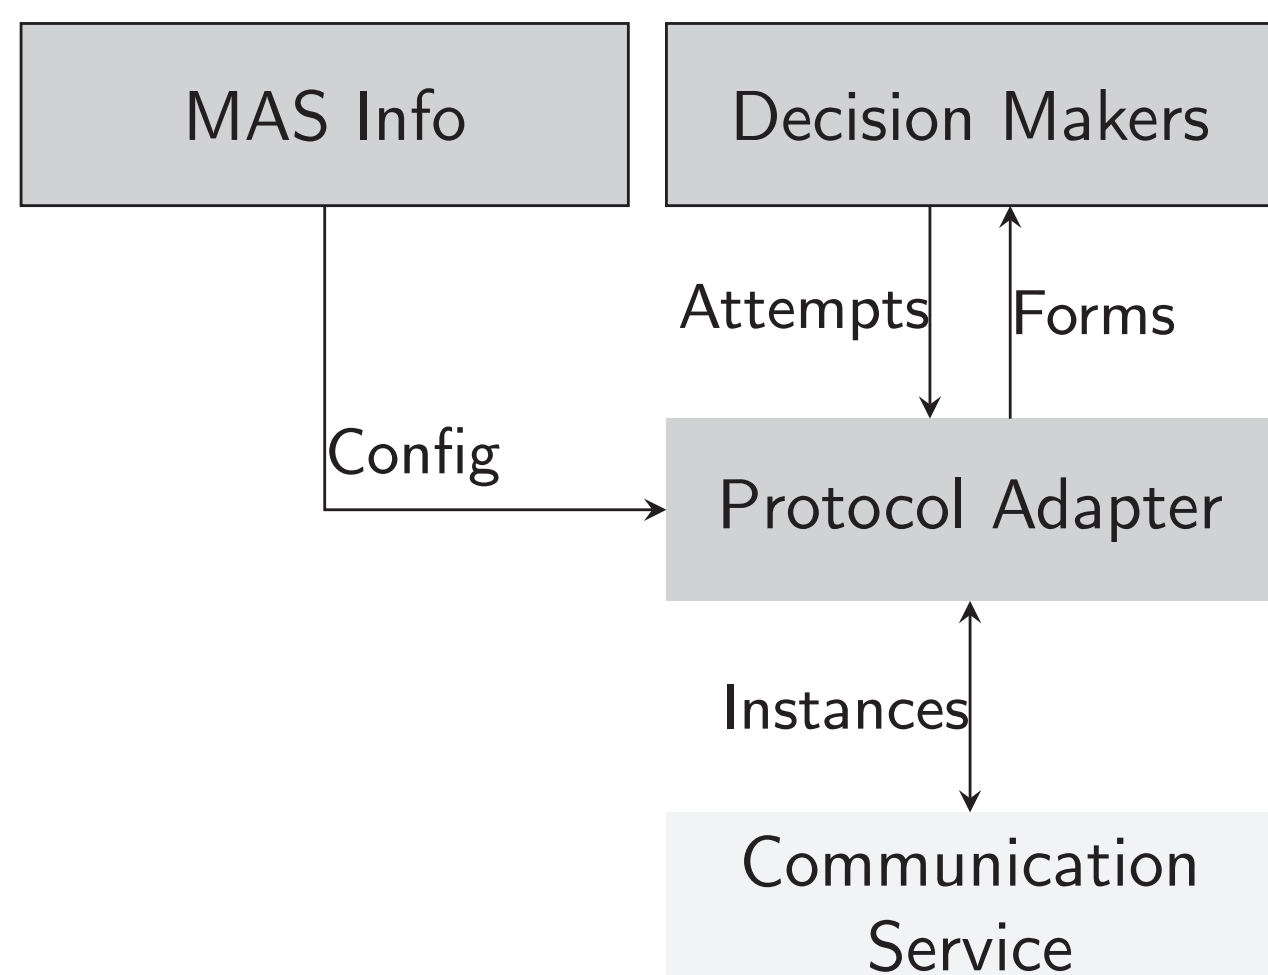 MAS Info
Decision Makers
Attempts
Forms
Config
Protocol Adapter
Instances
Communication
Service